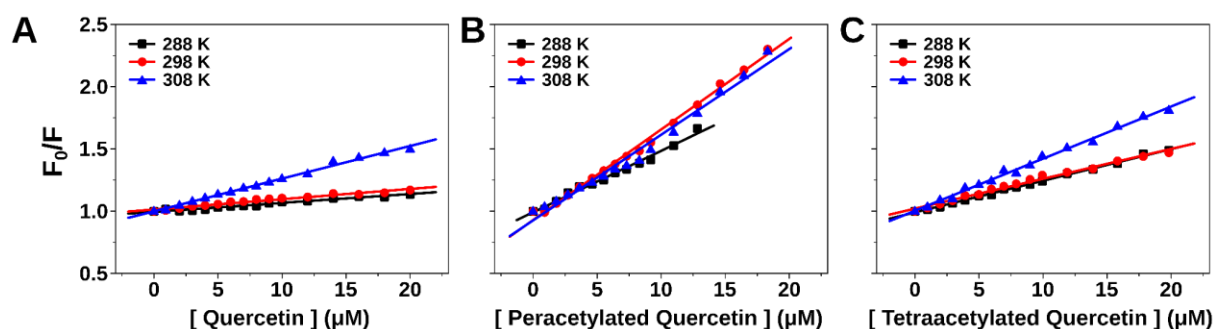 A
B
C
2.5
2.0
1.5
1.0
0.5
F₀/F
288 K
298 K
308 K
288 K
298 K
308 K
288 K
298 K
308 K
0 5 10 15 20
0 5 10 15 20
0 5 10 15 20
[ Quercetin ] (µM)
[ Peracetylated Quercetin ] (µM)
[ Tetraacetylated Quercetin ] (µM)